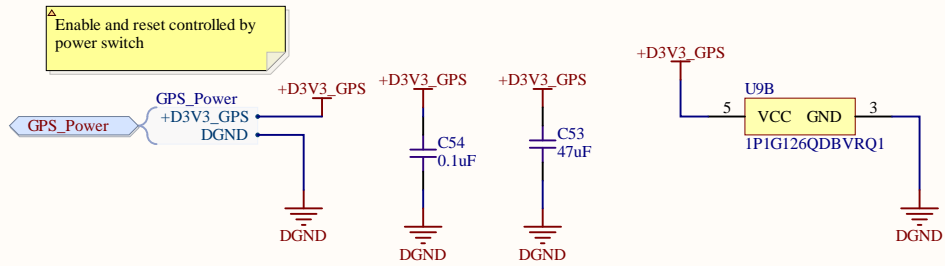 Enable and reset controlled by
power switch
GPS_Power
GPS_Power
+D3V3_GPS
DGND
+D3V3_GPS
DGND
+D3V3_GPS
C54
0.1uF
DGND
+D3V3_GPS
C53
47uF
DGND
+D3V3_GPS
U9B
5
VCC GND
3
1P1G126QDBVRQ1
DGND